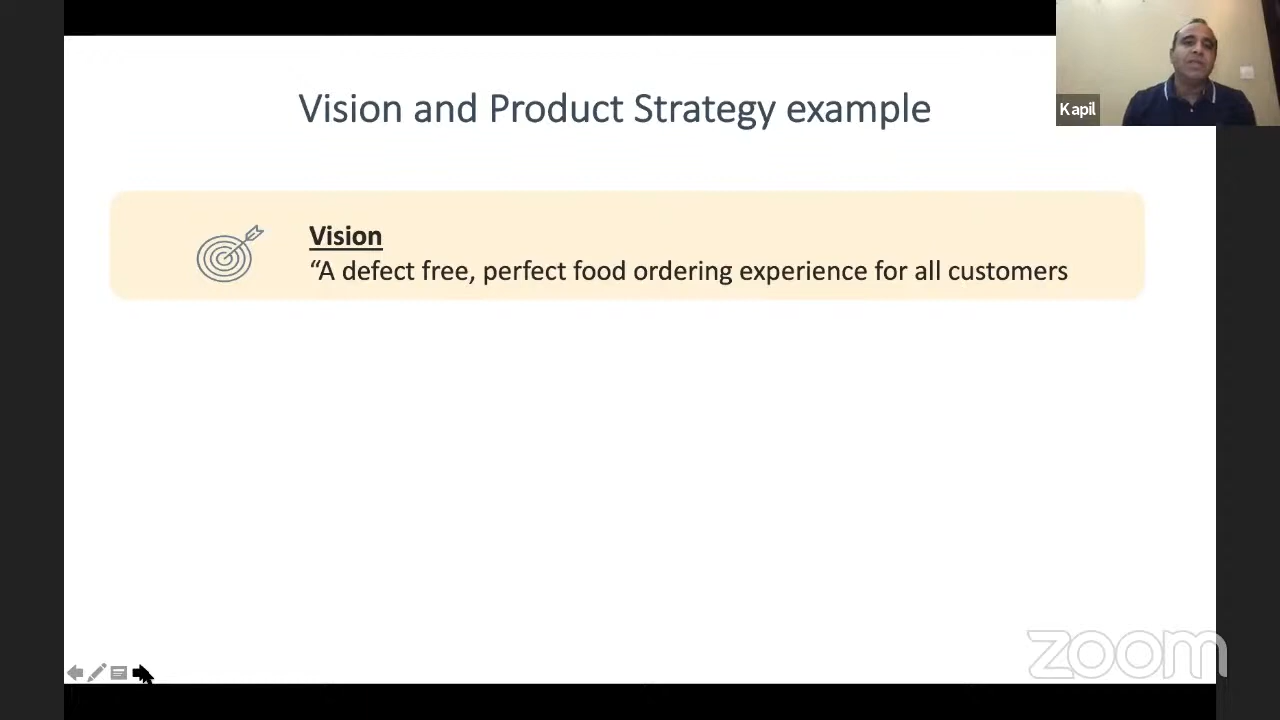 Vision and Product Strategy example
Kapil
Vision
“A defect free, perfect food ordering experience for all customers
zoom